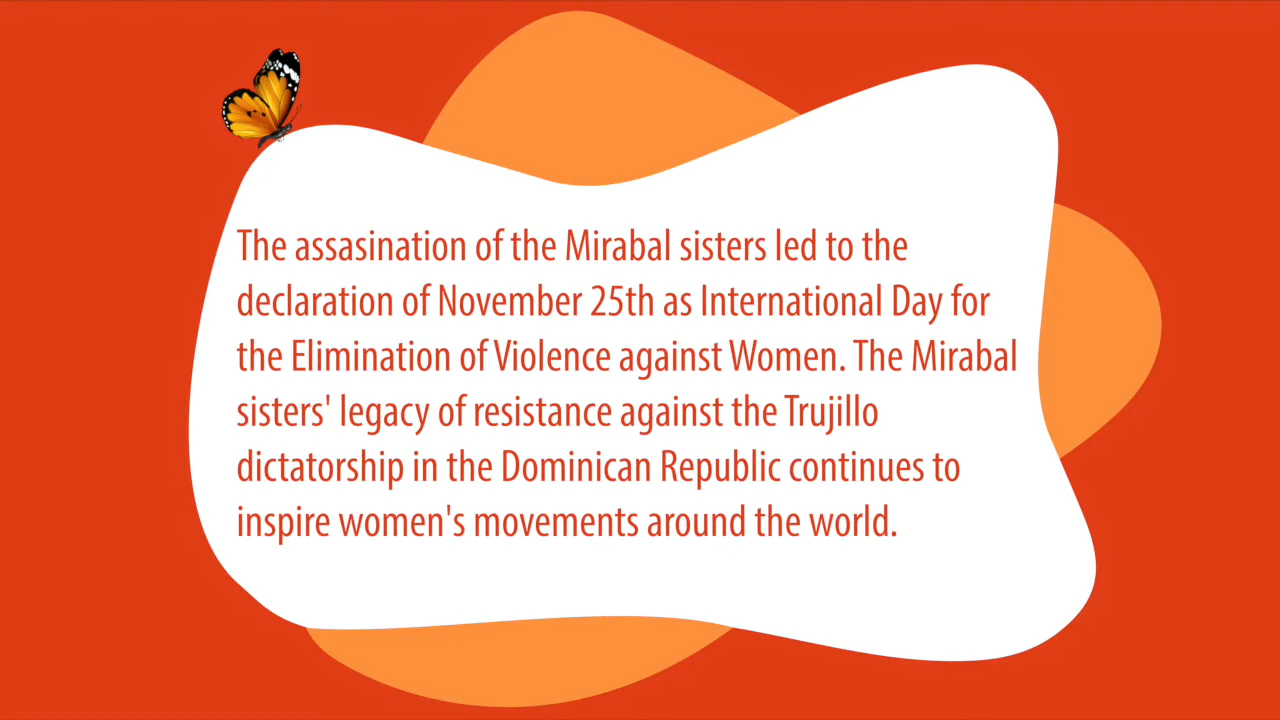 The assasination of the Mirabal sisters led to the
declaration of November 25th as International Day for
the Elimination of Violence against Women. The Mirabal
sisters' legacy of resistance against the Trujillo
dictatorship in the Dominican Republic continues to
inspire women's movements around the world.